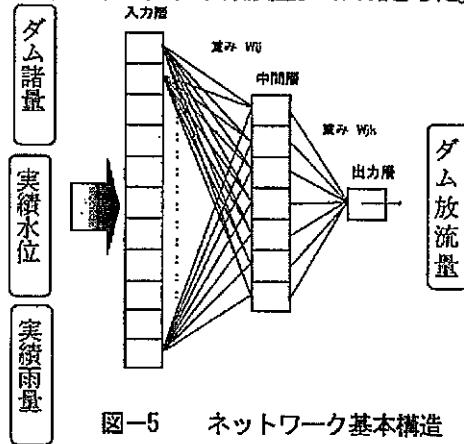 入力層
ダム諸量
重み Wij
中間層
重み Wjk
実績水位
出力層
ダム放流量
実績雨量
図－5 ネットワーク基本構造